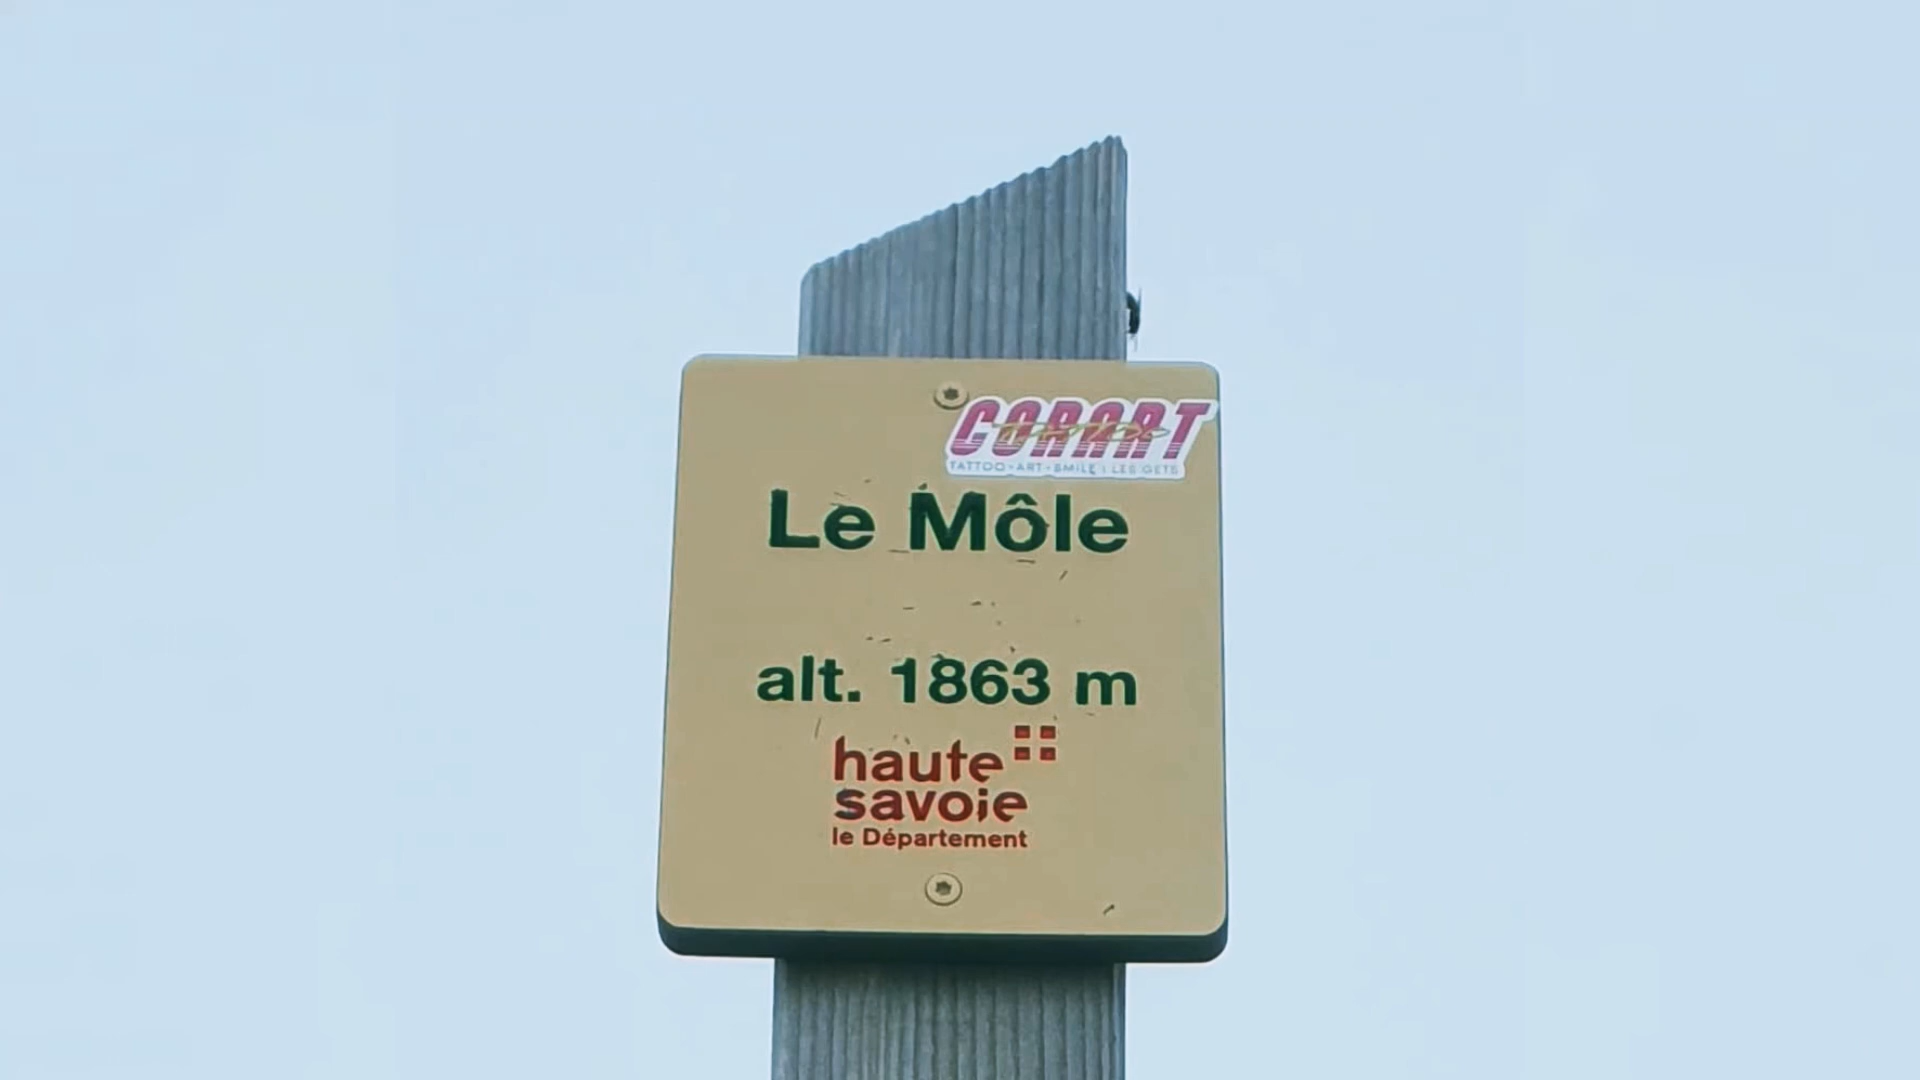 CORART
TATTOO • ART • SMILE | LES GETS
Le Môle
alt. 1863 m
haute
savoie
le Département